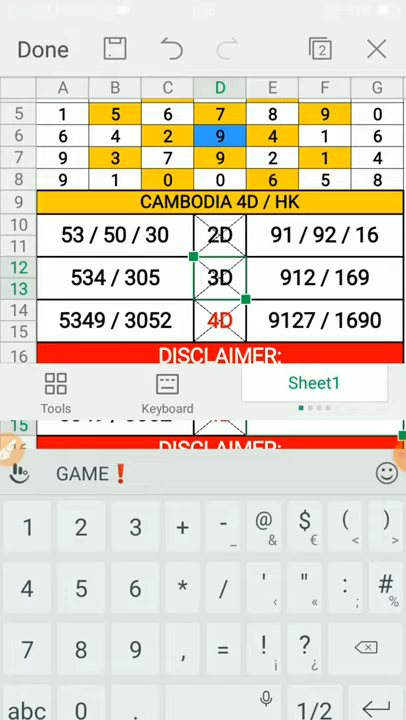 Done 2
A B C D E F G
5 1 5 6 7 8 9 0
6 6 4 2 9 4 1 6
7 9 3 7 9 2 1 4
8 9 1 0 0 6 5 8
9 CAMBODIA 4D / HK
10 53 / 50 / 30 2D 91 / 92 / 16
11
12 534 / 305 3D 912 / 169
13
14 5349 / 3052 4D 9127 / 1690
15
16 DISCLAIMER:
Tools Keyboard Sheet1
15
DISCLAIMER:
GAME❗
1 2 3 + - _ @ & $ € ( < ) >
4 5 6 * / ' ‹ " « : ; # %
7 8 9 , = ! ¡ ? ¿
abc 0 . 1/2